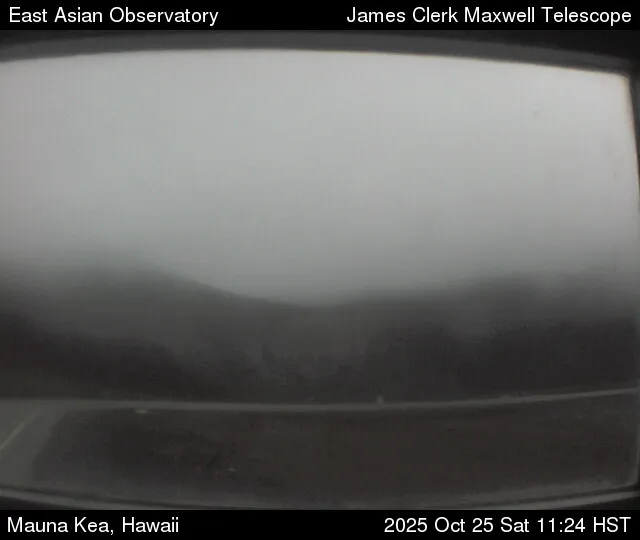 East Asian Observatory
James Clerk Maxwell Telescope
Mauna Kea, Hawaii
2025 Oct 25 Sat 11:24 HST